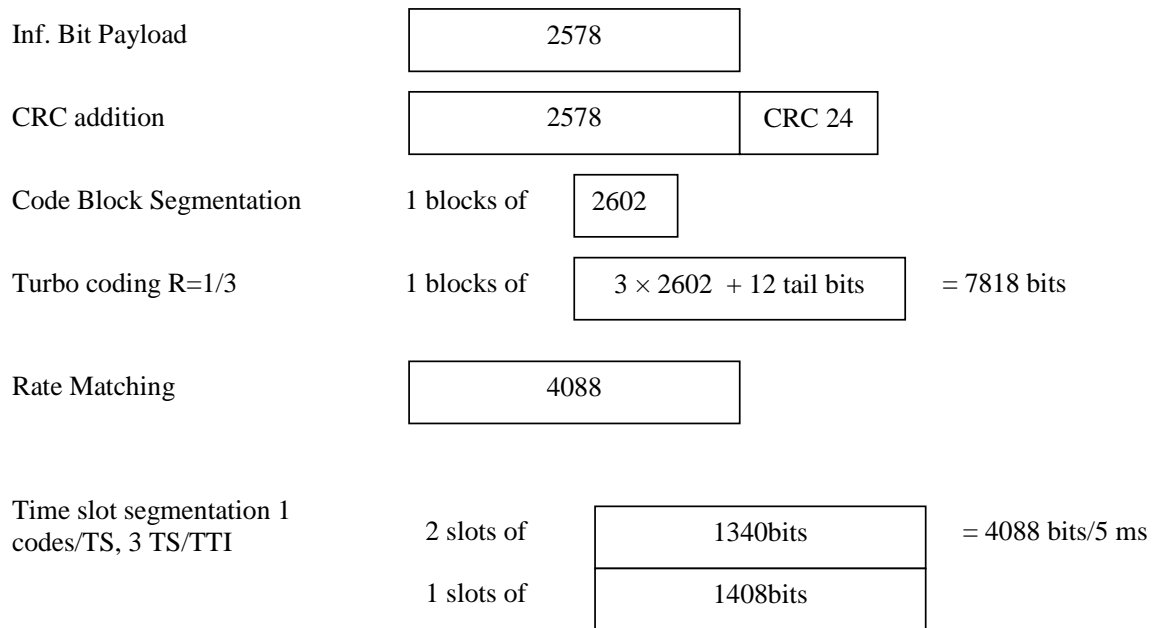 Inf. Bit Payload 2578
CRC addition 2578 CRC 24
Code Block Segmentation 1 blocks of 2602
Turbo coding R=1/3 1 blocks of 3 × 2602 + 12 tail bits = 7818 bits
Rate Matching 4088
Time slot segmentation 1
codes/TS, 3 TS/TTI 2 slots of 1340bits = 4088 bits/5 ms
1 slots of 1408bits